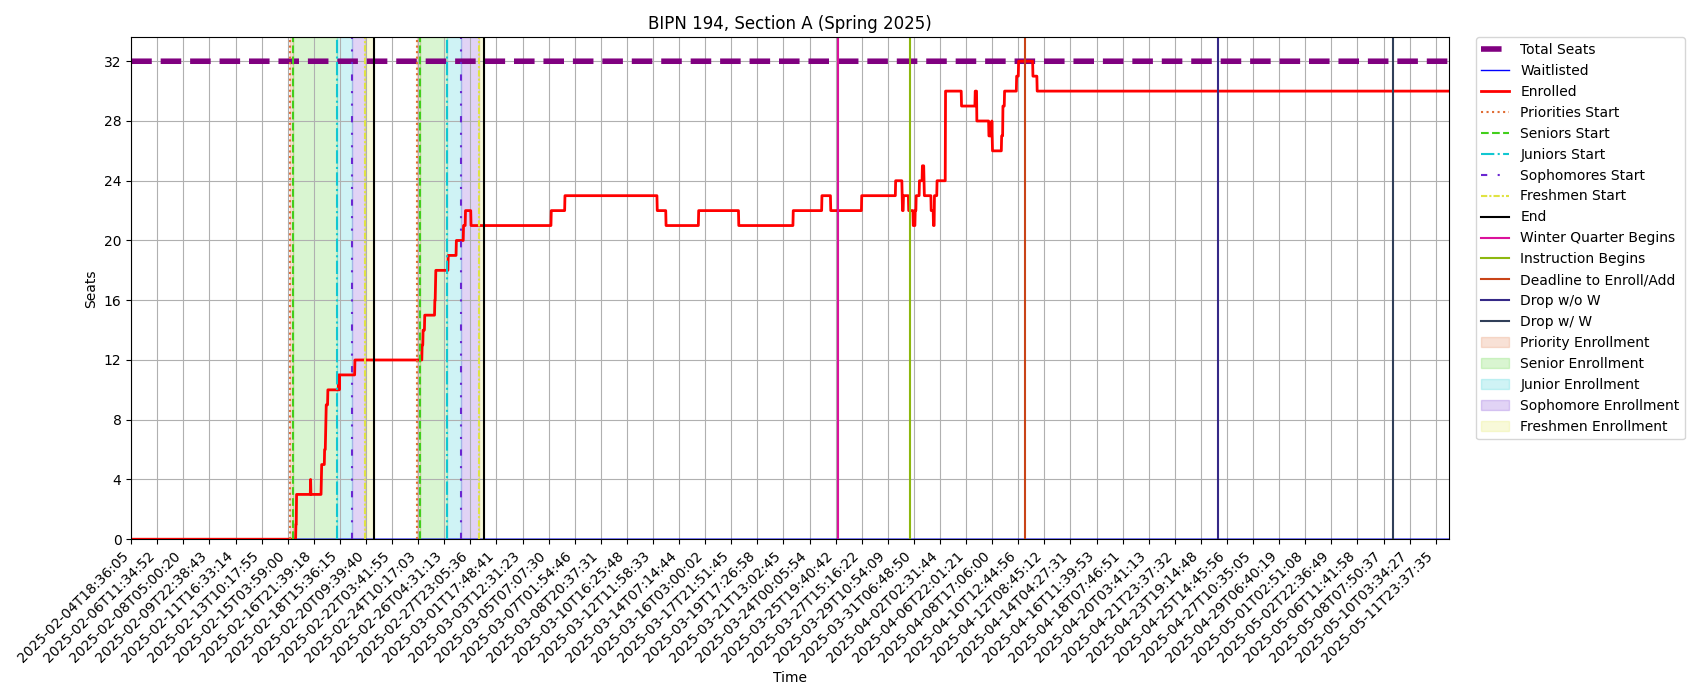 BIPN 194, Section A (Spring 2025)
Seats
32
28
24
20
16
12
8
4
0
2025-02-04T18:36:05
2025-02-06T11:34:52
2025-02-08T05:00:20
2025-02-09T22:38:43
2025-02-11T16:33:14
2025-02-13T10:17:55
2025-02-15T03:59:00
2025-02-16T21:39:18
2025-02-18T15:36:15
2025-02-20T09:39:40
2025-02-22T03:41:55
2025-02-24T10:17:03
2025-02-26T04:31:13
2025-02-27T23:05:36
2025-03-01T17:48:41
2025-03-03T12:31:23
2025-03-05T07:07:30
2025-03-07T01:54:46
2025-03-08T20:37:31
2025-03-10T16:25:48
2025-03-12T11:58:33
2025-03-14T07:14:44
2025-03-16T03:00:02
2025-03-17T21:51:45
2025-03-19T17:26:58
2025-03-21T13:02:45
2025-03-24T00:05:54
2025-03-25T19:40:42
2025-03-27T15:16:22
2025-03-29T10:54:09
2025-03-31T06:48:50
2025-04-02T02:31:44
2025-04-06T22:01:21
2025-04-08T17:06:00
2025-04-10T12:44:56
2025-04-12T08:45:12
2025-04-14T04:27:31
2025-04-16T11:39:53
2025-04-18T07:46:51
2025-04-20T03:41:13
2025-04-21T23:37:32
2025-04-23T19:14:48
2025-04-25T14:45:56
2025-04-27T10:35:05
2025-04-29T06:40:19
2025-05-01T02:51:08
2025-05-02T22:36:49
2025-05-06T11:41:58
2025-05-08T07:50:37
2025-05-10T03:34:27
2025-05-11T23:37:35
Time
Total Seats
Waitlisted
Enrolled
Priorities Start
Seniors Start
Juniors Start
Sophomores Start
Freshmen Start
End
Winter Quarter Begins
Instruction Begins
Deadline to Enroll/Add
Drop w/o W
Drop w/ W
Priority Enrollment
Senior Enrollment
Junior Enrollment
Sophomore Enrollment
Freshmen Enrollment